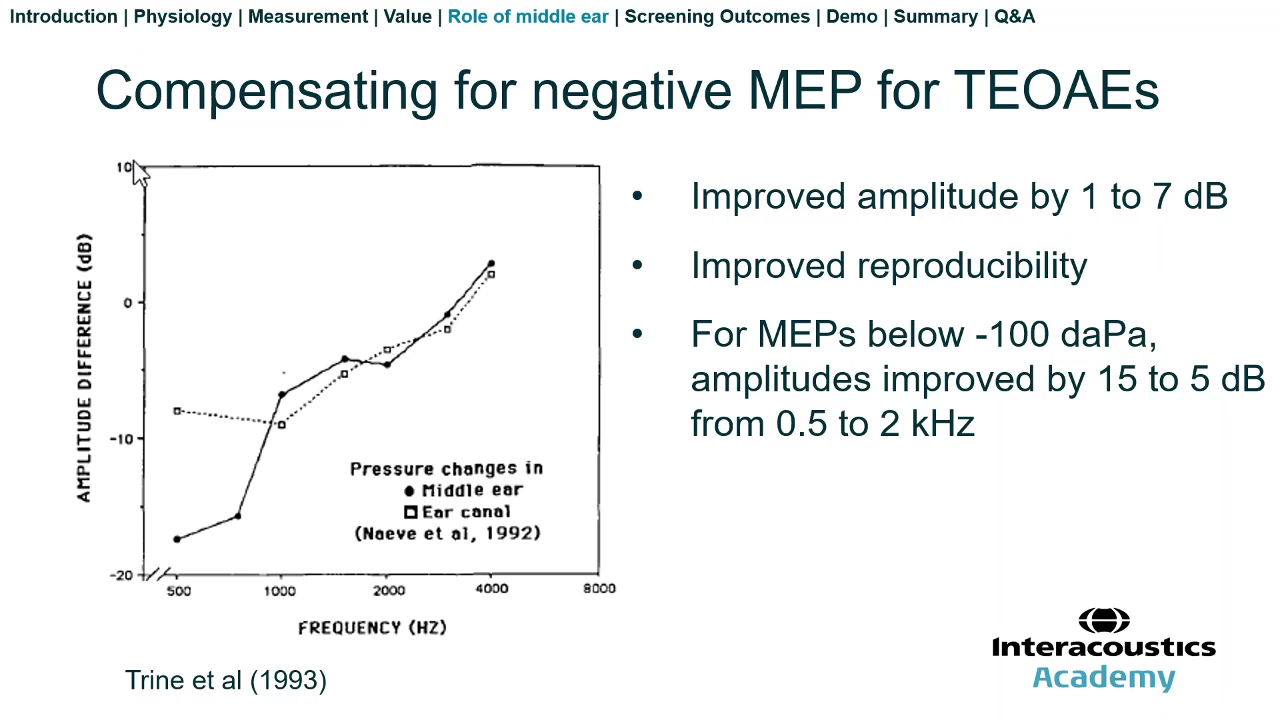 Introduction | Physiology | Measurement | Value | Role of middle ear | Screening Outcomes | Demo | Summary | Q&A
Compensating for negative MEP for TEOAEs
10
0
-10
-20
AMPLITUDE DIFFERENCE (dB)
Pressure changes in
● Middle ear
□ Ear canal
(Naeve et al, 1992)
500
1000
2000
4000
8000
FREQUENCY (HZ)
Trine et al (1993)
• Improved amplitude by 1 to 7 dB
• Improved reproducibility
• For MEPs below -100 daPa,
amplitudes improved by 15 to 5 dB
from 0.5 to 2 kHz
Interacoustics
Academy